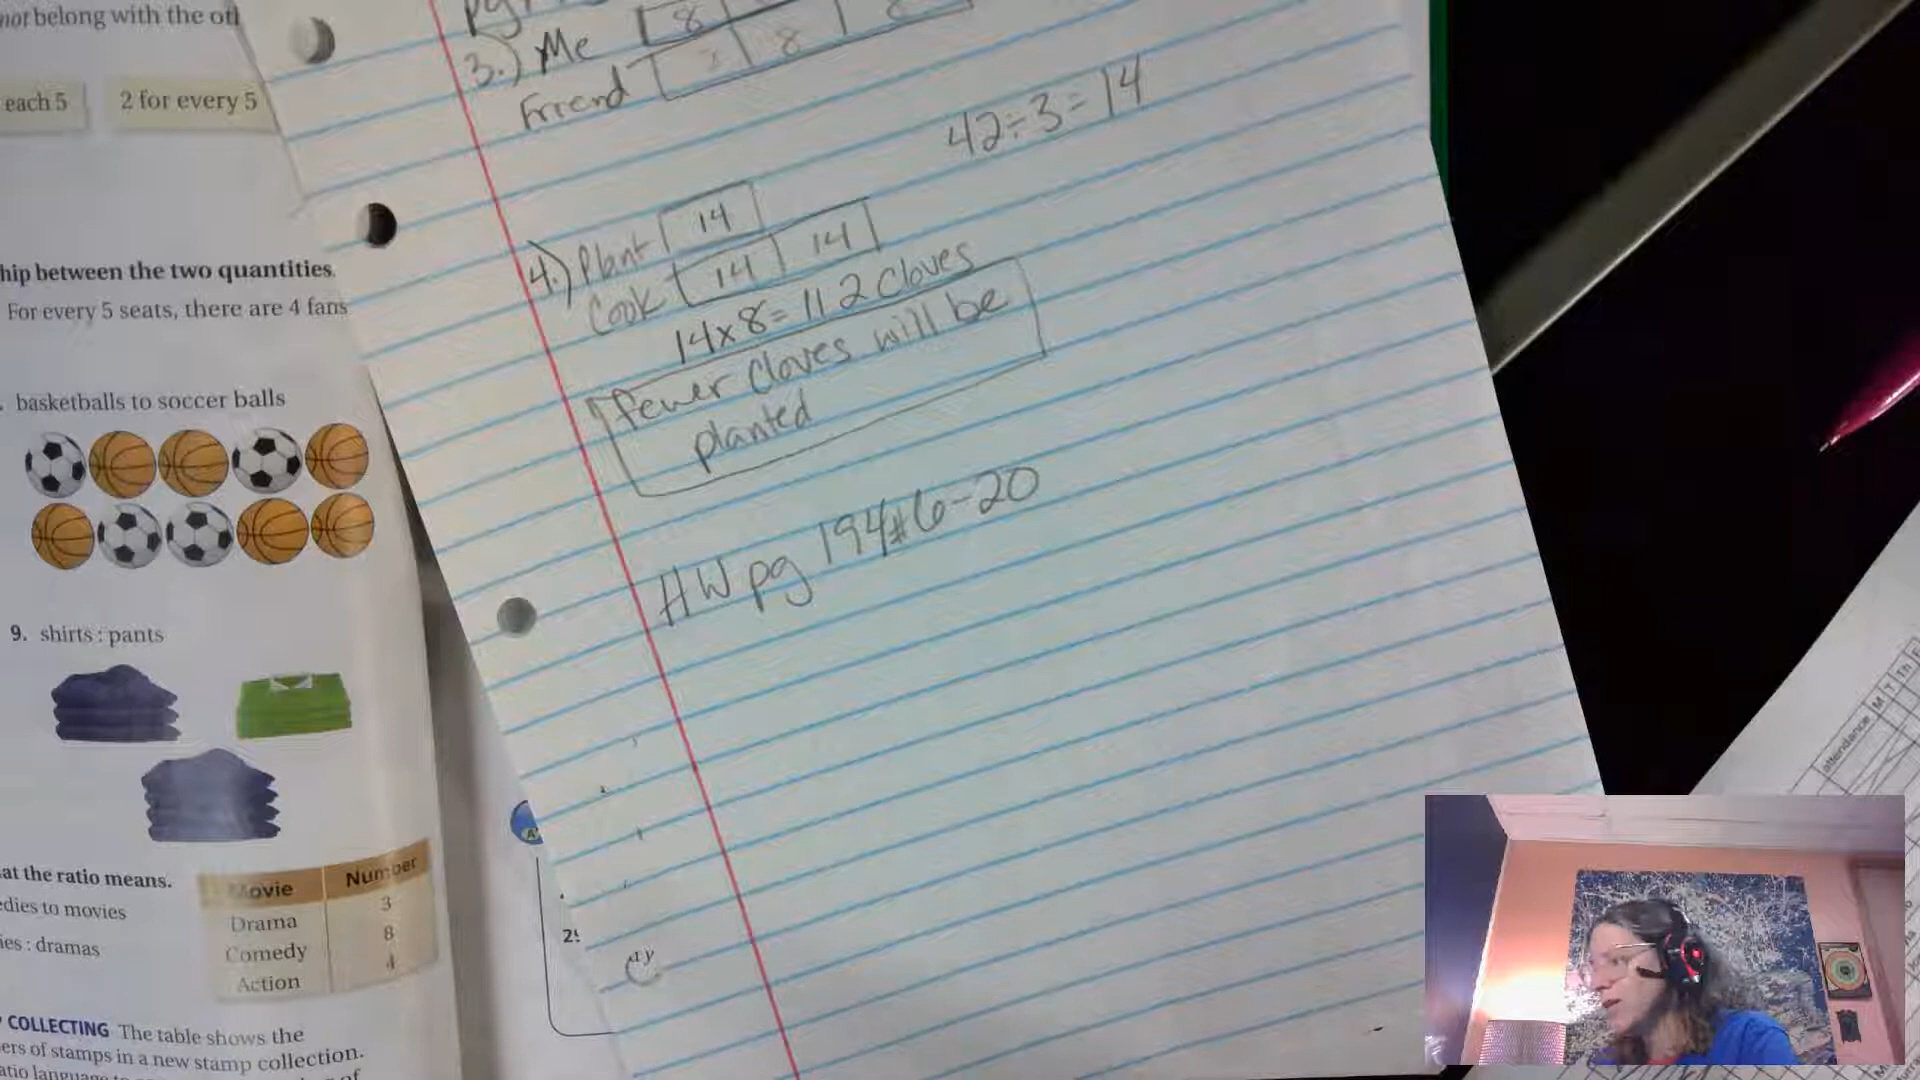 not belong with the
each 5
2 for every 5
hip between the two quantities.
For every 5 seats, there are 4 fans
basketballs to soccer balls
9. shirts : pants
at the ratio means.
dies to movies
ies : dramas
Movie Number
Drama 3
Comedy 8
Action 4
COLLECTING The table shows the
ers of stamps in a new stamp collection.
3.) Me 8
Friend 8
42÷3=14
4.) Plant 14
Cook 14 14
14x8=112 Cloves
fewer Cloves will be
planted
HW pg 194#6-20
attendance M T Th F